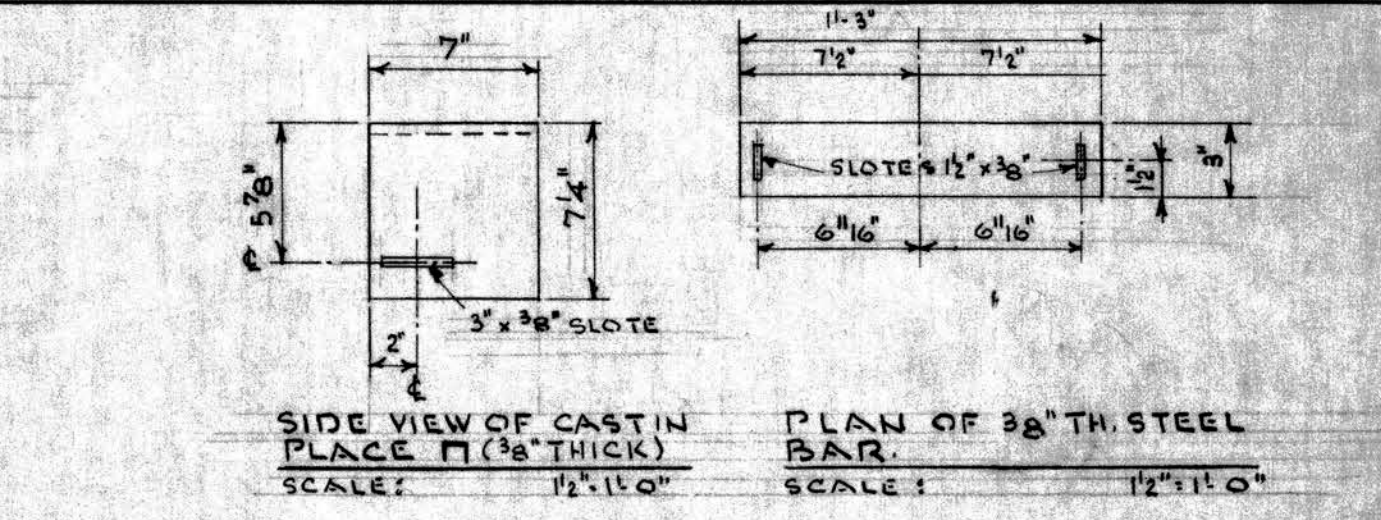 7"
5 7/8"
7 1/4"
℄
3" x 3/8" SLOTE
2"
℄
SIDE VIEW OF CAST IN
PLACE ⊓ (3/8" THICK)
SCALE: 1 1/2" = 1'-0"
1'-3"
7 1/2" 7 1/2"
SLOTES 1 1/2" x 3/8"
1 1/2"
3"
6 11/16" 6 11/16"
PLAN OF 3/8" TH. STEEL
BAR.
SCALE: 1 1/2" = 1'-0"